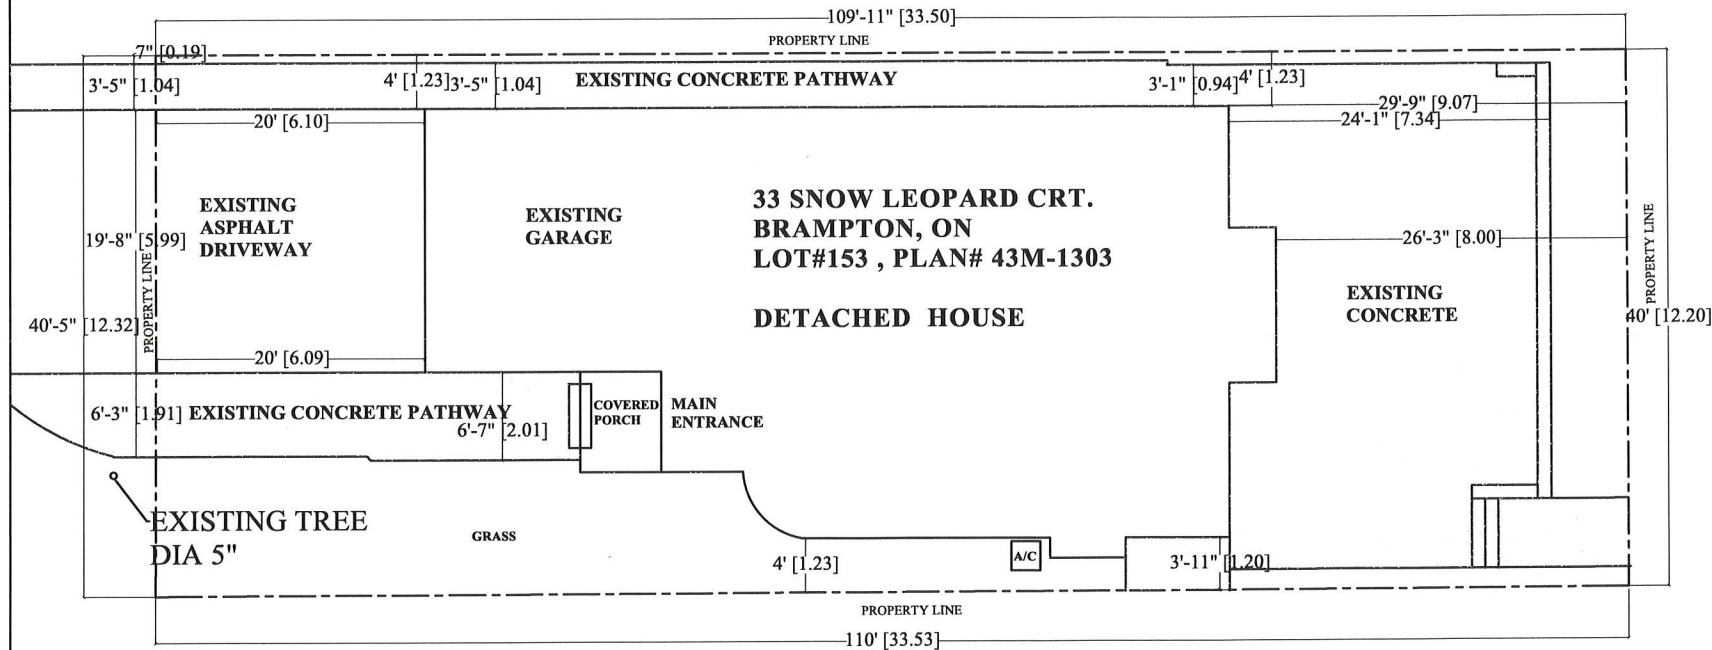 109'-11" [33.50]
PROPERTY LINE
7" [0.19]
3'-5" [1.04]
4' [1.23]
3'-5" [1.04]
EXISTING CONCRETE PATHWAY
3'-1" [0.94]
4' [1.23]
29'-9" [9.07]
24'-1" [7.34]
20' [6.10]
EXISTING
ASPHALT
DRIVEWAY
EXISTING
GARAGE
33 SNOW LEOPARD CRT.
BRAMPTON, ON
LOT#153 , PLAN# 43M-1303
DETACHED HOUSE
19'-8" [5.99]
PROPERTY LINE
26'-3" [8.00]
PROPERTY LINE
EXISTING
CONCRETE
40'-5" [12.32]
40' [12.20]
20' [6.09]
6'-3" [1.91]
EXISTING CONCRETE PATHWAY
6'-7" [2.01]
COVERED
PORCH
MAIN
ENTRANCE
EXISTING TREE
DIA 5"
GRASS
4' [1.23]
A/C
3'-11" [1.20]
PROPERTY LINE
110' [33.53]